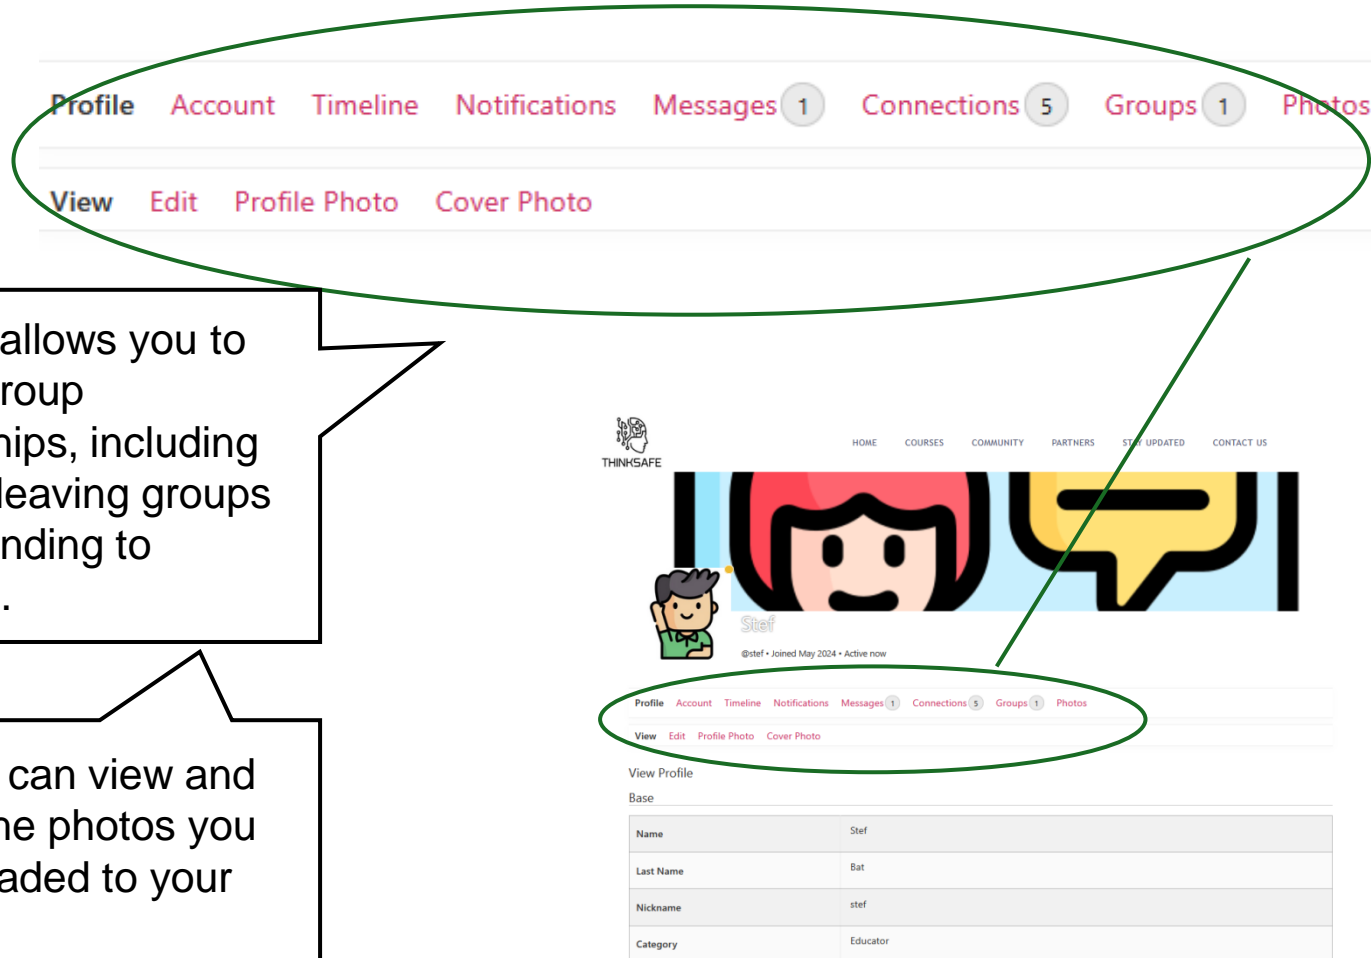 Profile Account Timeline Notifications Messages 1 Connections 5 Groups 1 Photos
View Edit Profile Photo Cover Photo
allows you to
roup
hips, including
leaving groups
nding to
.
can view and
he photos you
aded to your
THINKSAFE
HOME COURSES COMMUNITY PARTNERS STAY UPDATED CONTACT US
Stef
@stef • Joined May 2024 • Active now
Profile Account Timeline Notifications Messages 1 Connections 5 Groups 1 Photos
View Edit Profile Photo Cover Photo
View Profile
Base
Name Stef
Last Name Bat
Nickname stef
Category Educator